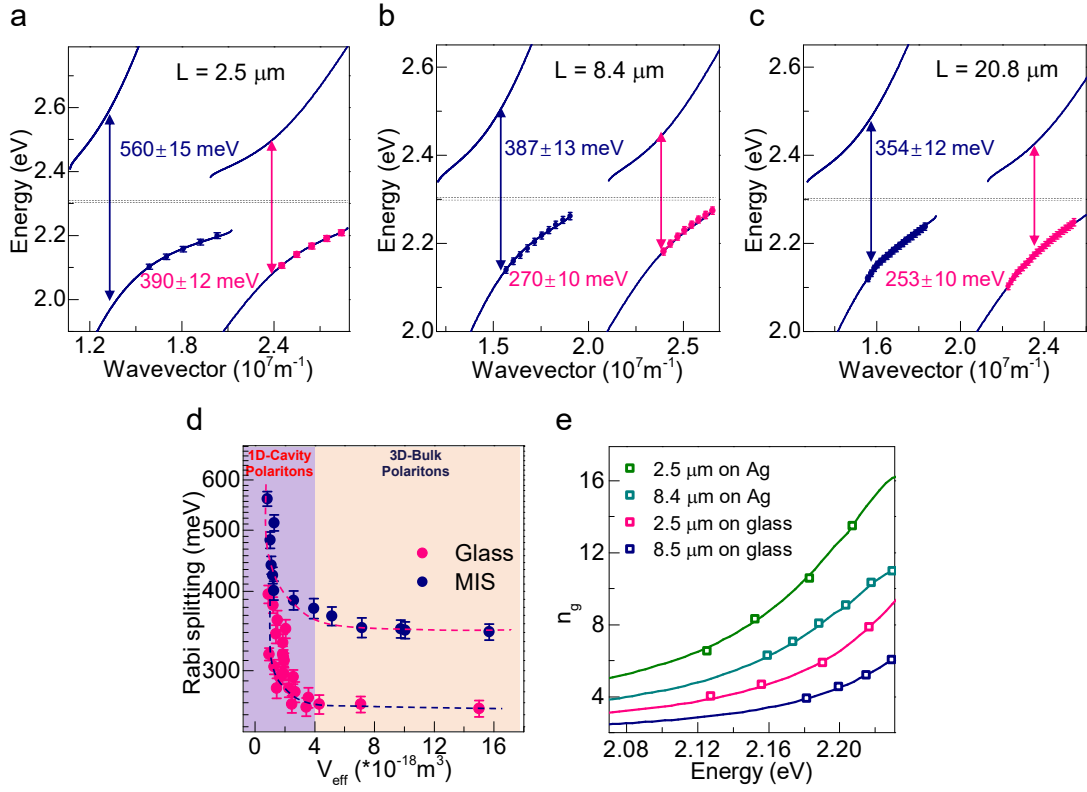 a
L = 2.5 μm
560±15 meV
390±12 meV
2.6
2.4
2.2
2.0
Energy (eV)
1.2 1.8 2.4
Wavevector (10⁷m⁻¹)
b
L = 8.4 μm
387±13 meV
270±10 meV
2.6
2.4
2.2
2.0
Energy (eV)
1.5 2.0 2.5
Wavevector (10⁷m⁻¹)
c
L = 20.8 μm
354±12 meV
253±10 meV
2.6
2.4
2.2
2.0
Energy (eV)
1.6 2.0 2.4
Wavevector (10⁷m⁻¹)
d
1D-Cavity
Polaritons
3D-Bulk
Polaritons
600
500
400
300
Rabi splitting (meV)
Glass
MIS
0 4 8 12 16
V_eff (*10⁻¹⁸m³)
e
2.5 μm on Ag
8.4 μm on Ag
2.5 μm on glass
8.5 μm on glass
16
12
8
4
n_g
2.08 2.12 2.16 2.20
Energy (eV)